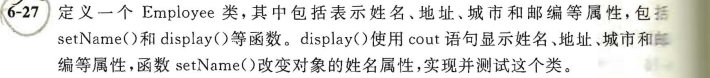 6-27 定义一个 Employee 类,其中包括表示姓名、地址、城市和邮编等属性,包括
setName()和 display()等函数。display()使用 cout 语句显示姓名、地址、城市和邮
编等属性,函数 setName()改变对象的姓名属性,实现并测试这个类。